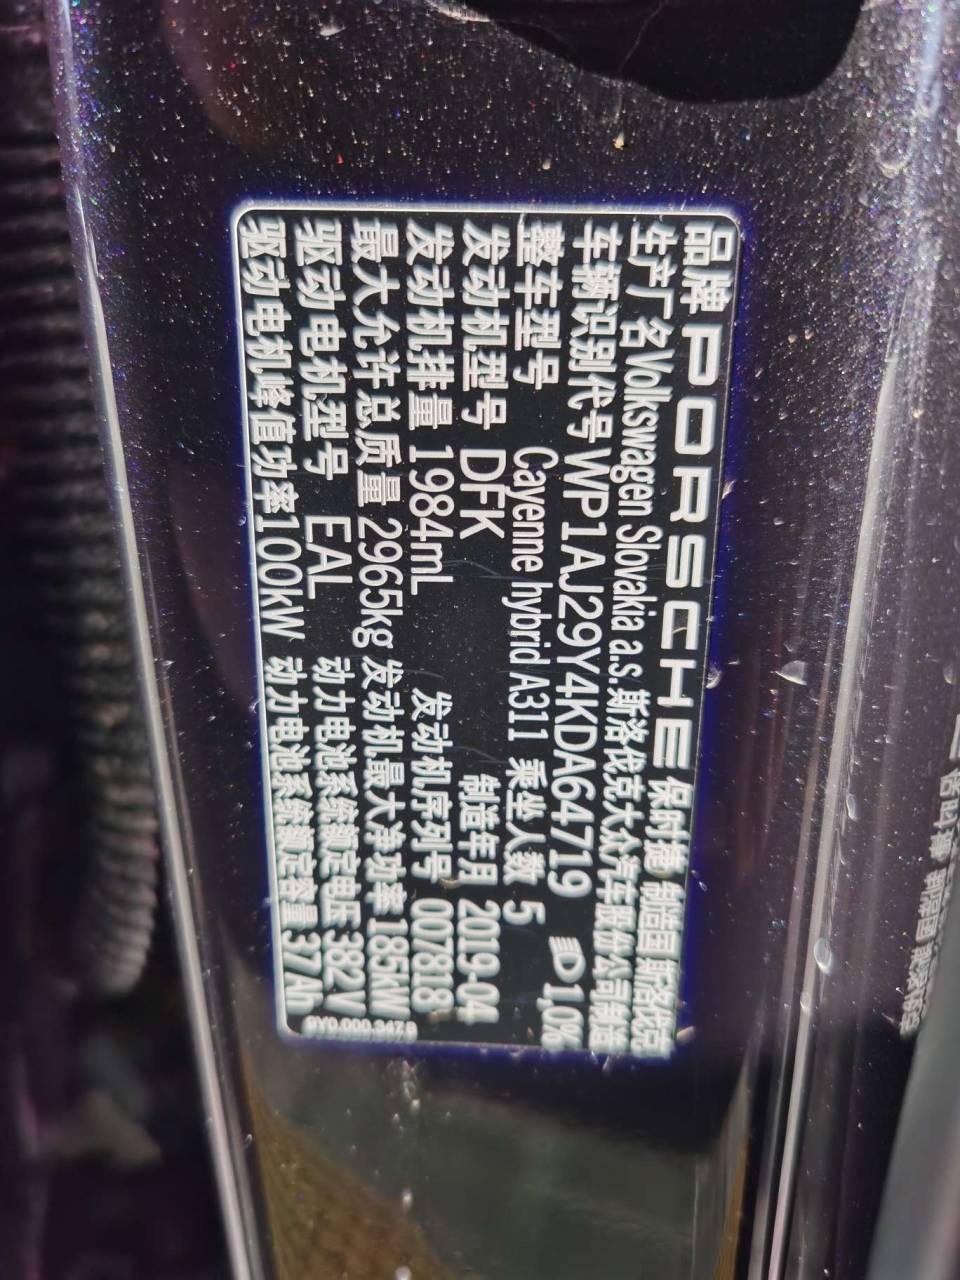 品牌 PORSCHE 保时捷 制造国 斯洛伐克
生产厂名 Volkswagen Slovakia a.s. 斯洛伐克大众汽车股份公司制造
车辆识别代号 WP1AJ29Y4KDA64719 1,0%
整车型号 Cayenne hybrid A311 乘坐人数 5
发动机型号 DFK 制造年月 2019-04
发动机排量 1984mL 发动机序列号 007818
最大允许总质量 2965kg 发动机最大净功率 185kW
驱动电机型号 EAL 动力电池系统额定电压 382V
驱动电机峰值功率 100kW 动力电池系统额定容量 37Ah
9Y0.000.347.B